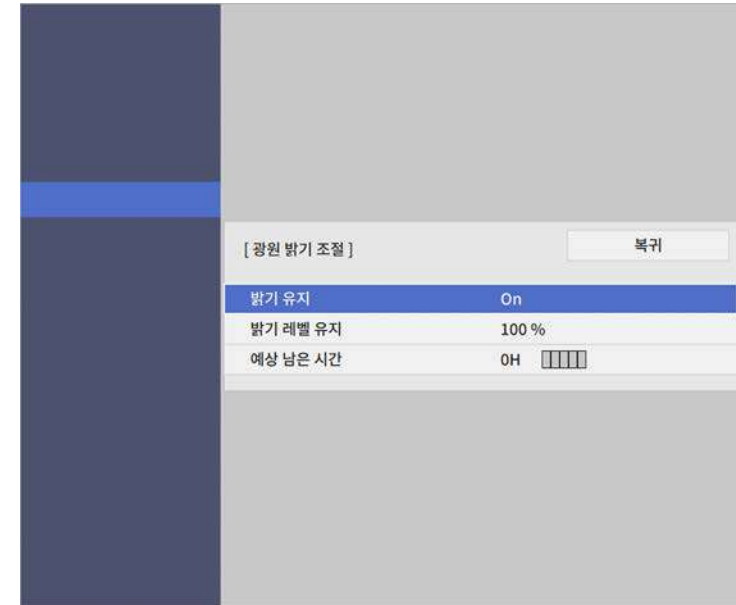 [ 광원 밝기 조절 ] 복귀
밝기 유지 On
밝기 레벨 유지 100 %
예상 남은 시간 0H